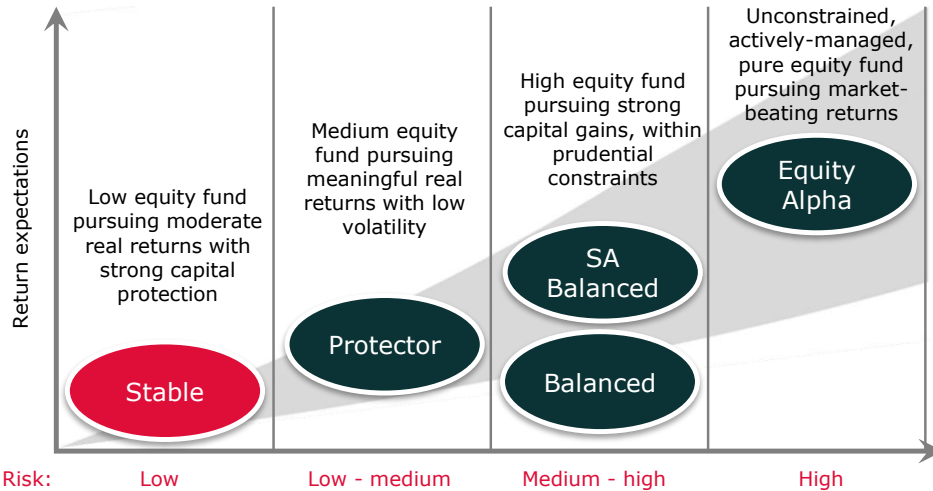 Return expectations
Low equity fund
pursuing moderate
real returns with
strong capital
protection
Stable
Medium equity
fund pursuing
meaningful real
returns with low
volatility
Protector
High equity fund
pursuing strong
capital gains, within
prudential
constraints
SA
Balanced
Balanced
Unconstrained,
actively-managed,
pure equity fund
pursuing market-
beating returns
Equity
Alpha
Risk:
Low
Low - medium
Medium - high
High